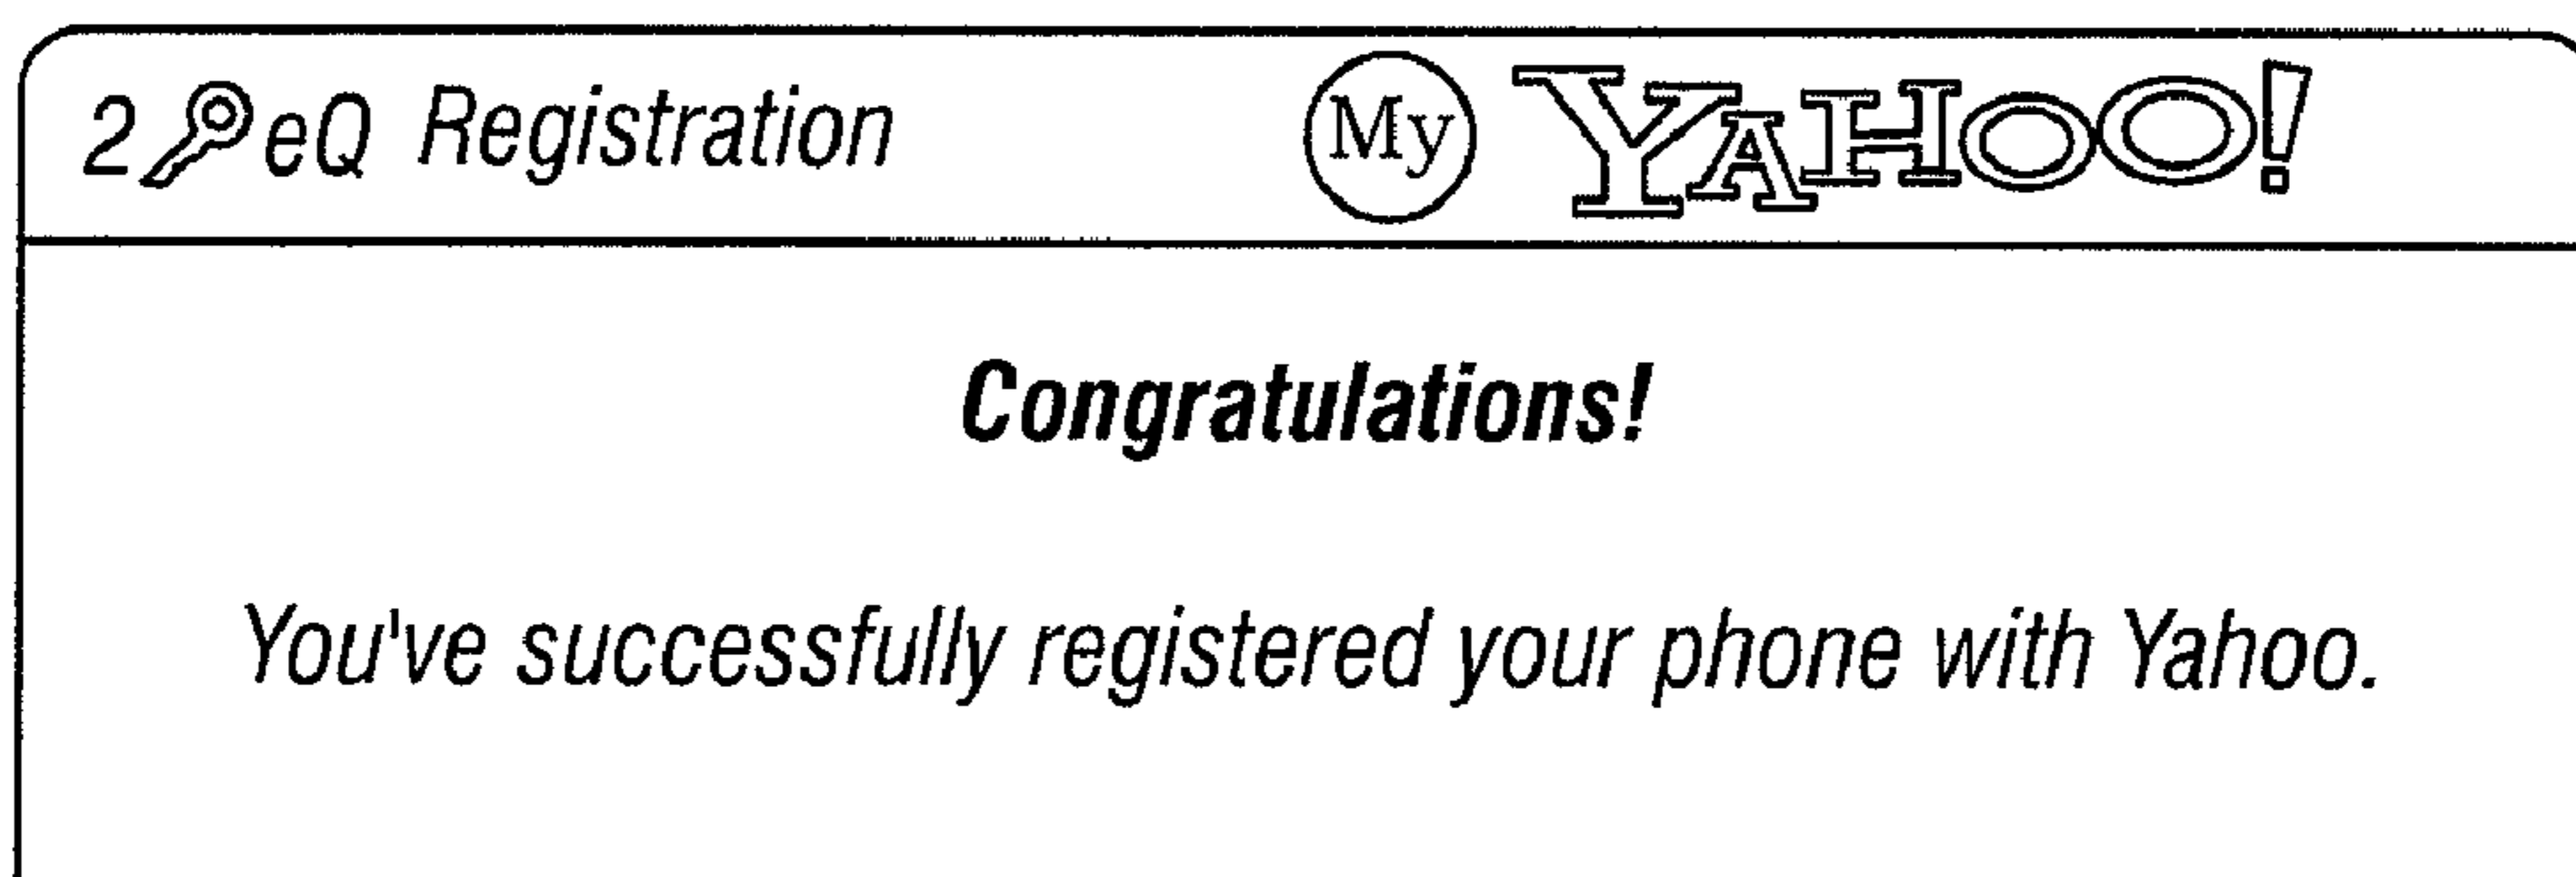 2 eQ Registration My YAHOO!
Congratulations!
You've successfully registered your phone with Yahoo.